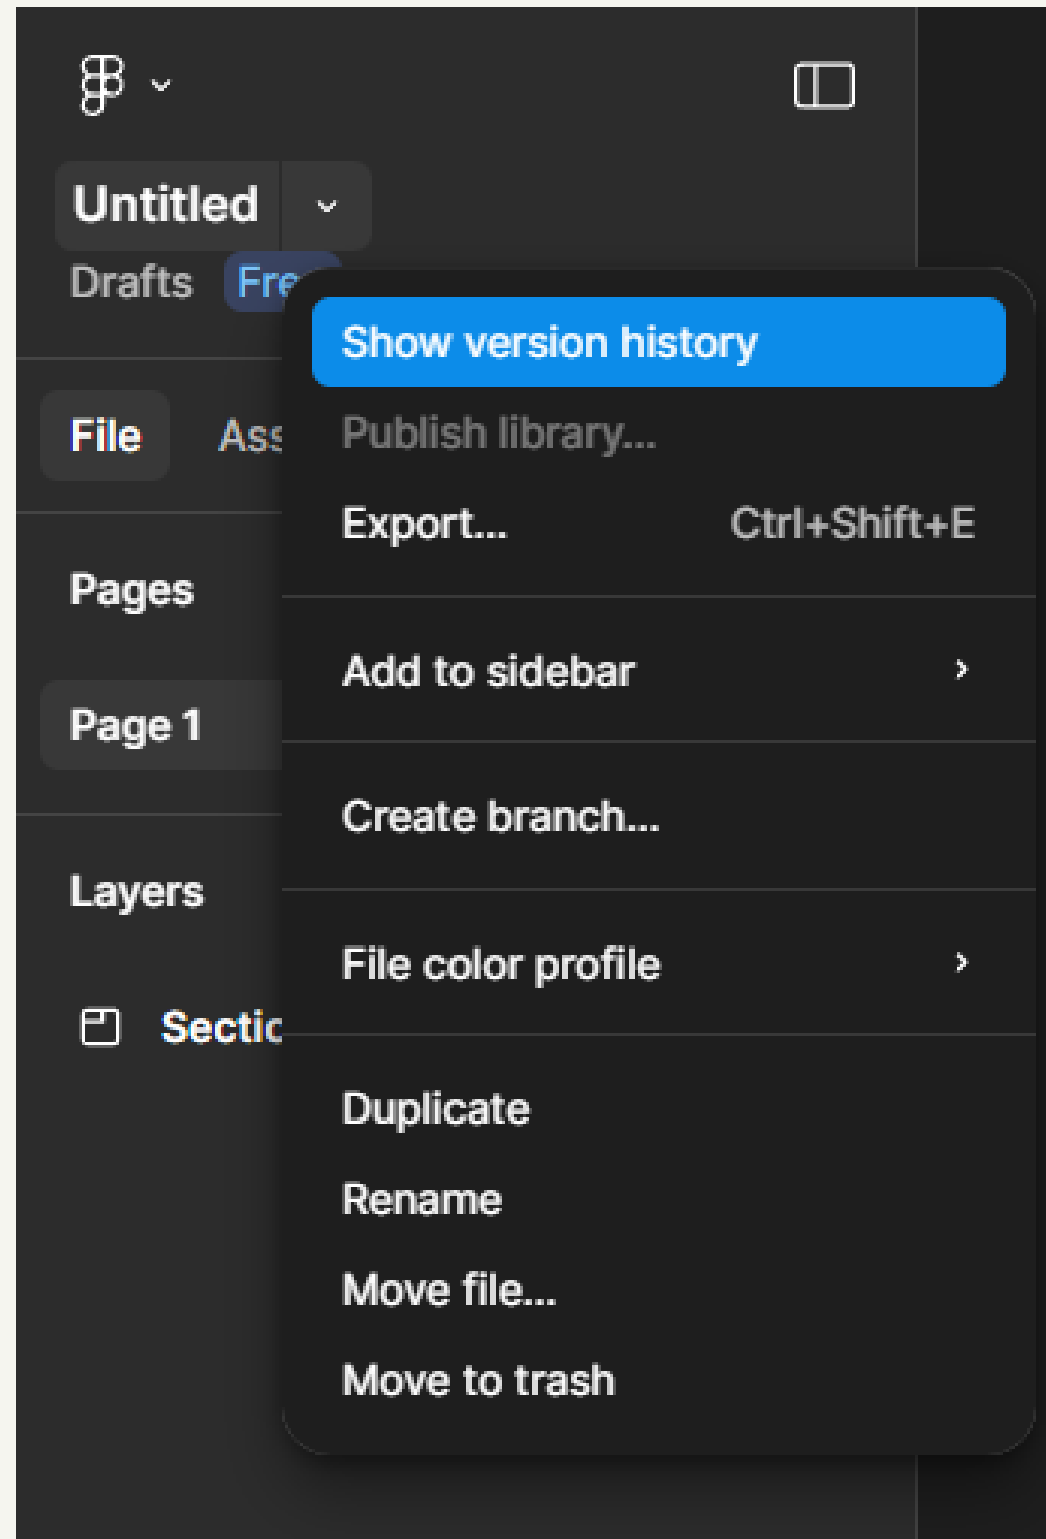 Untitled
Drafts
Show version history
File
Publish library...
Export... Ctrl+Shift+E
Pages
Add to sidebar
Page 1
Create branch...
Layers
File color profile
Duplicate
Rename
Move file...
Move to trash